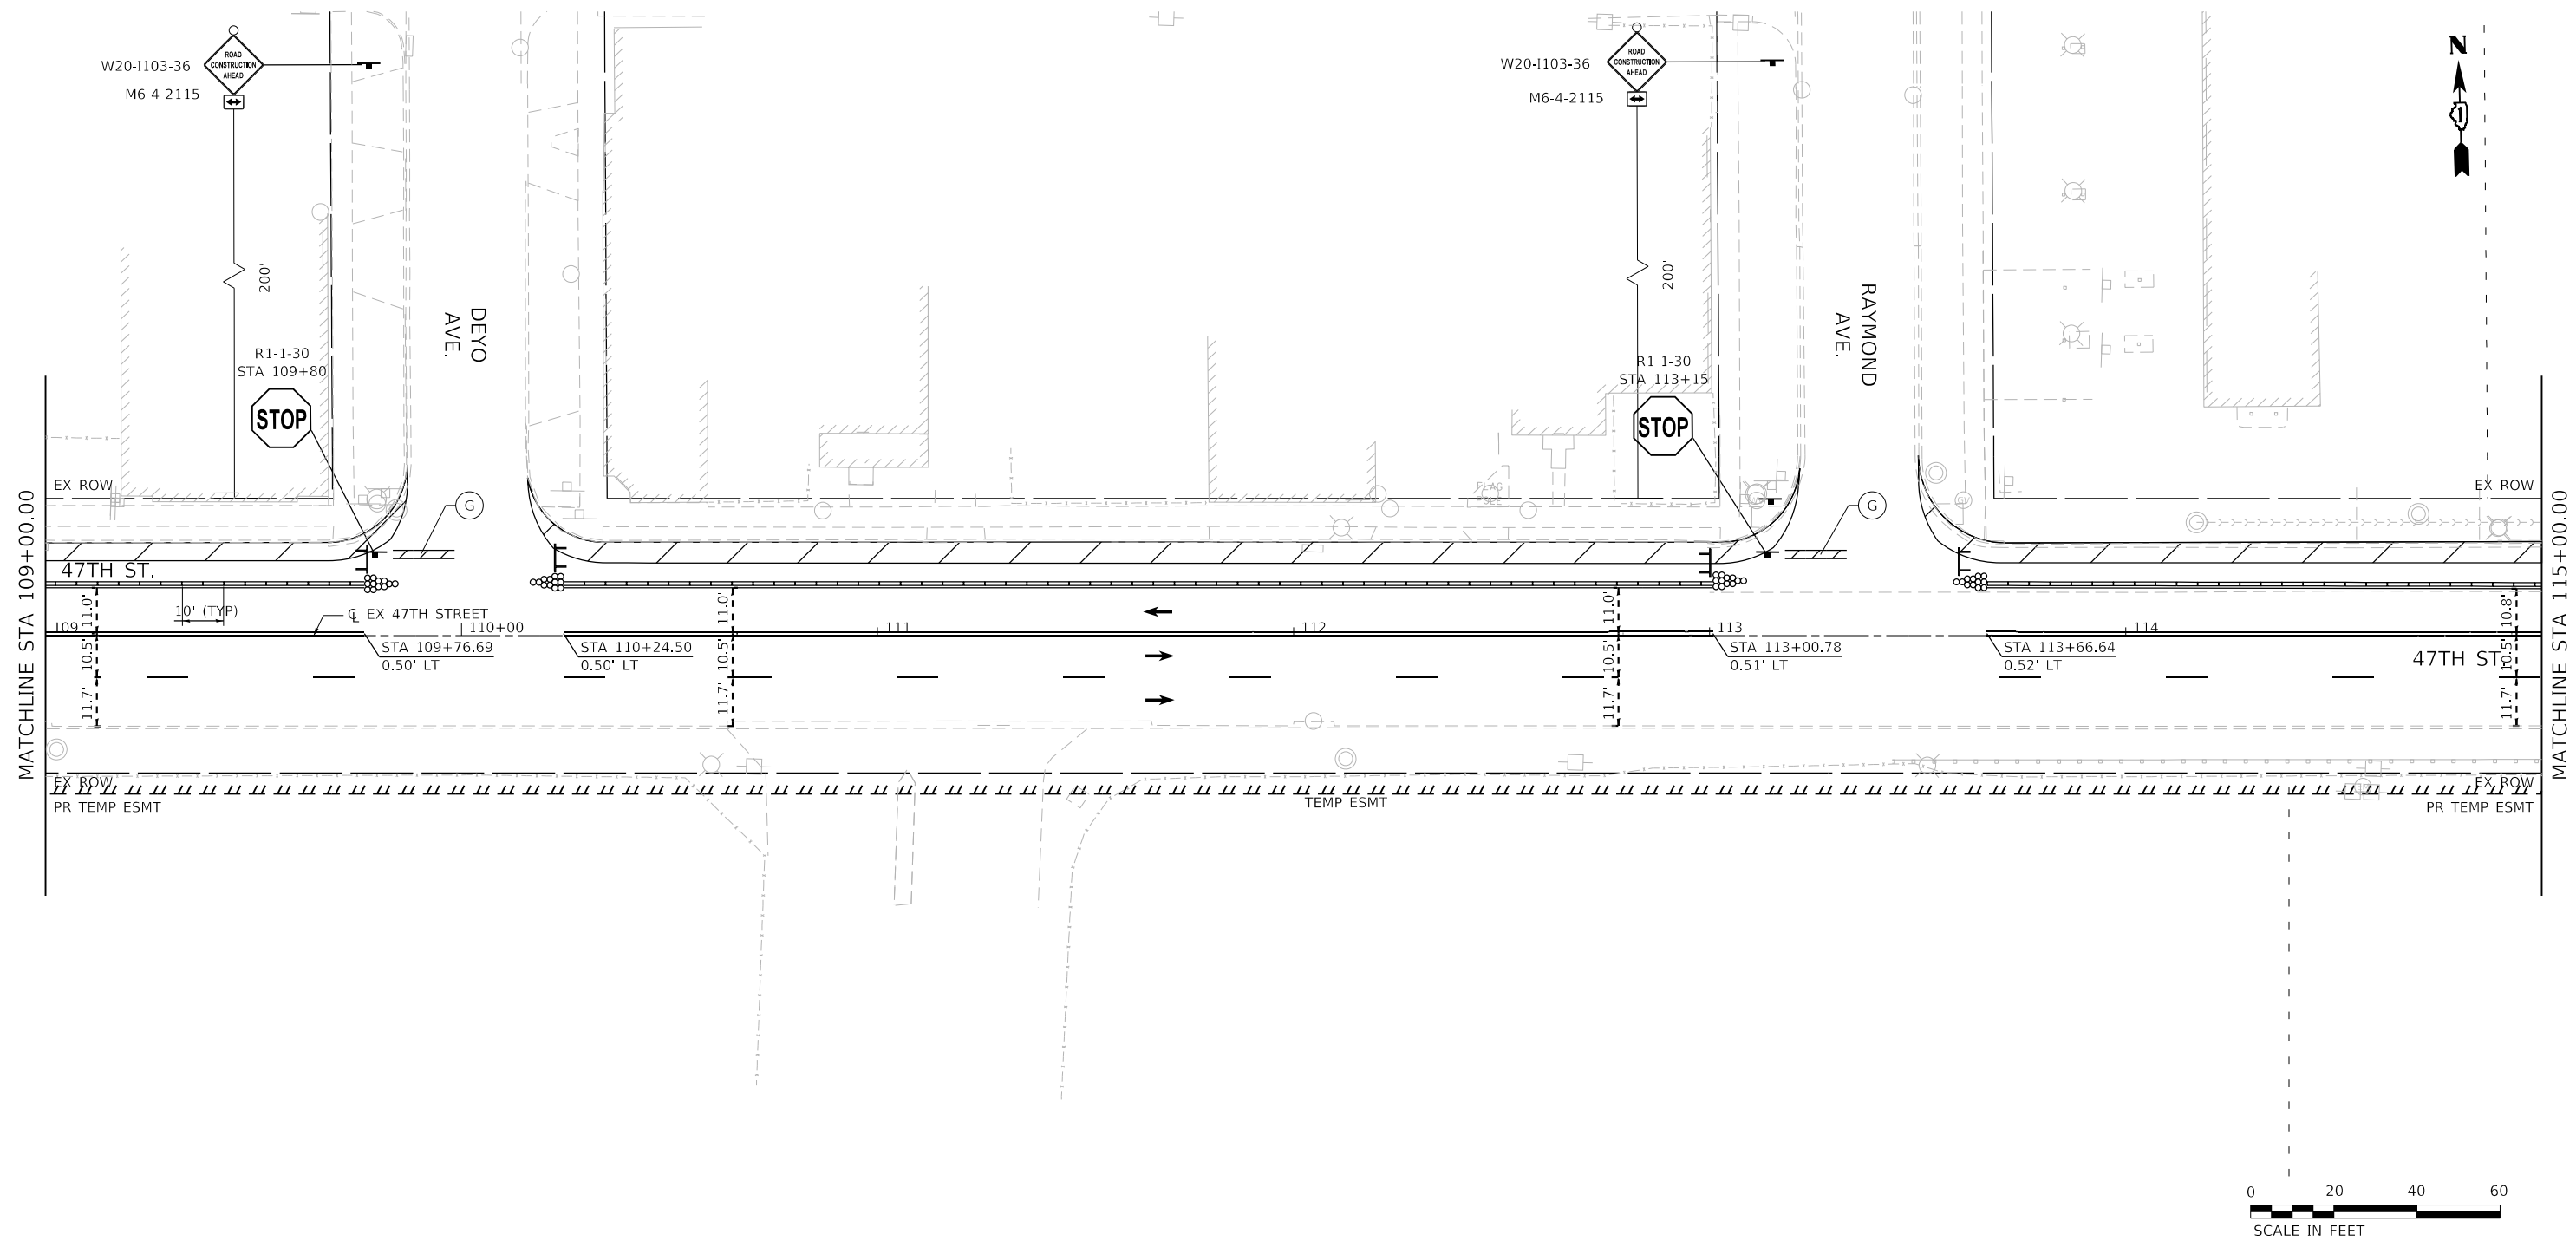 W20-I103-36
M6-4-2115
ROAD
CONSTRUCTION
AHEAD
200'
W20-I103-36
M6-4-2115
ROAD
CONSTRUCTION
AHEAD
200'
N
1
DEYO
AVE.
RAYMOND
AVE.
R1-1-30
STA 109+80
STOP
R1-1-30
STA 113+15
STOP
FLAG
POLE
EX ROW
EX ROW
G
G
MATCHLINE STA 109+00.00
MATCHLINE STA 115+00.00
47TH ST.
10' (TYP)
℄ EX 47TH STREET
109
110+00
111
112
113
114
11.0'
10.5'
11.7'
11.0'
10.5'
11.7'
11.0'
10.5'
11.7'
10.8'
10.5'
11.7'
STA 109+76.69
0.50' LT
STA 110+24.50
0.50' LT
STA 113+00.78
0.51' LT
STA 113+66.64
0.52' LT
47TH ST.
EX ROW
PR TEMP ESMT
TEMP ESMT
EX ROW
PR TEMP ESMT
0 20 40 60
SCALE IN FEET